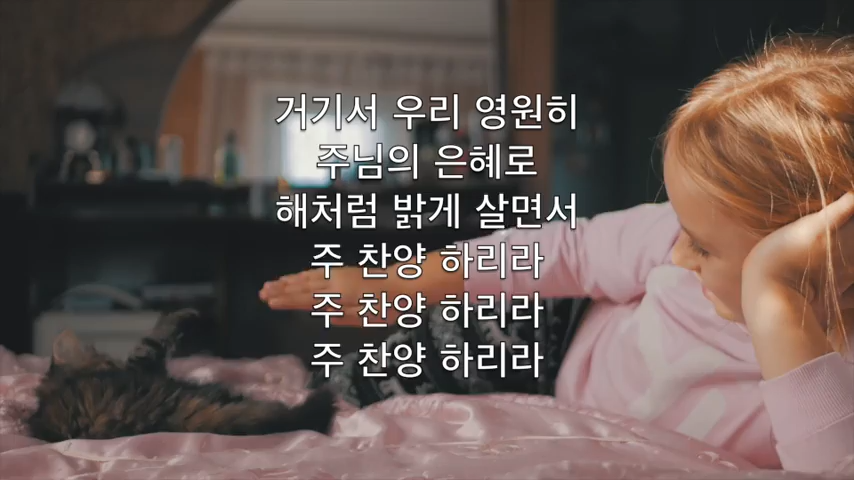 거기서 우리 영원히
주님의 은혜로
해처럼 밝게 살면서
주 찬양 하리라
주 찬양 하리라
주 찬양 하리라